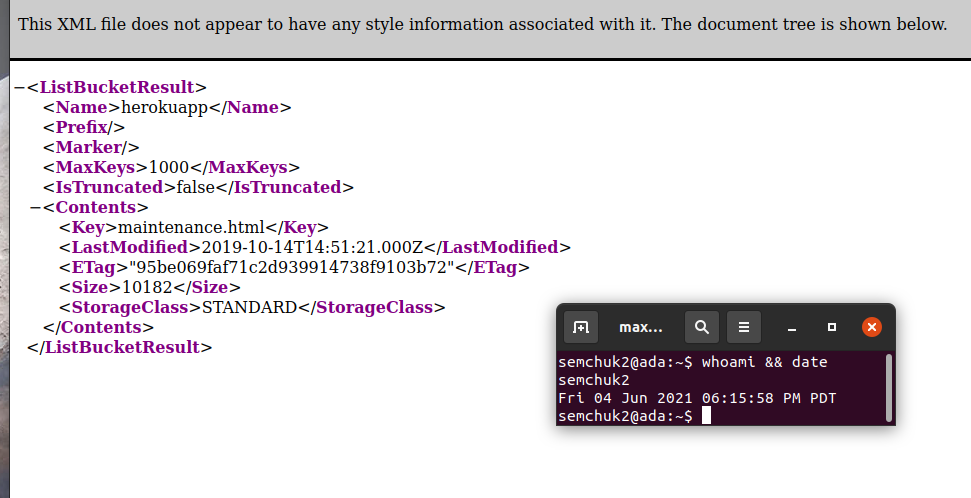 This XML file does not appear to have any style information associated with it. The document tree is shown below.
−<ListBucketResult>
<Name>herokuapp</Name>
<Prefix/>
<Marker/>
<MaxKeys>1000</MaxKeys>
<IsTruncated>false</IsTruncated>
−<Contents>
<Key>maintenance.html</Key>
<LastModified>2019-10-14T14:51:21.000Z</LastModified>
<ETag>"95be069faf71c2d939914738f9103b72"</ETag>
<Size>10182</Size>
<StorageClass>STANDARD</StorageClass>
</Contents>
</ListBucketResult>
max...
semchuk2@ada:~$ whoami && date
semchuk2
Fri 04 Jun 2021 06:15:58 PM PDT
semchuk2@ada:~$